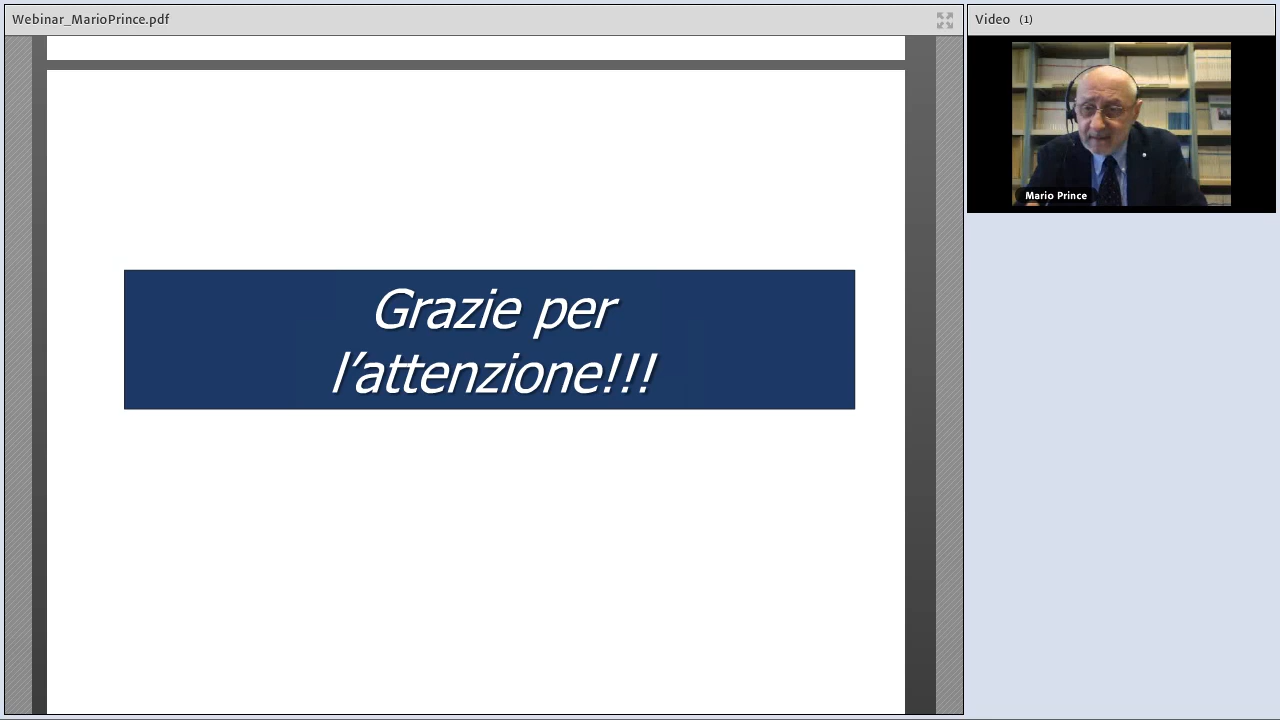 Webinar_MarioPrince.pdf
Video (1)
Mario Prince
Grazie per
l’attenzione!!!